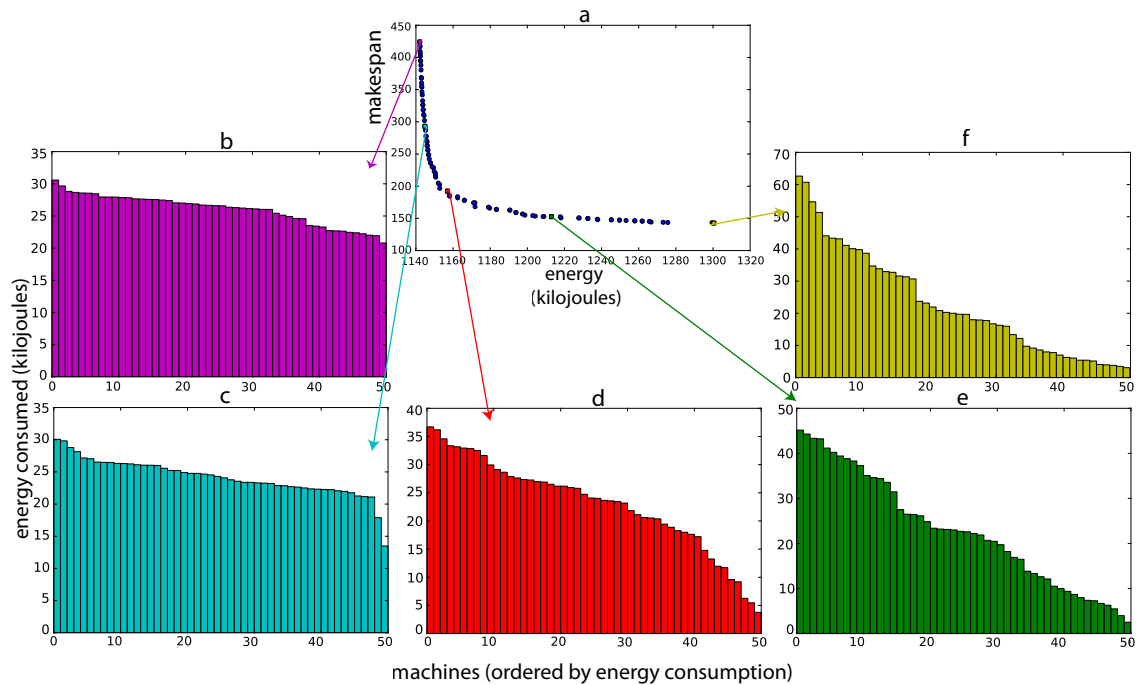 a
makespan
450
400
350
300
250
200
150
100
1140 1160 1180 1200 1220 1240 1260 1280 1300 1320
energy
(kilojoules)
b
35
30
25
20
15
10
5
0
0 10 20 30 40 50
f
70
60
50
40
30
20
10
0
0 10 20 30 40 50
energy consumed (kilojoules)
c
35
30
25
20
15
10
5
0
0 10 20 30 40 50
d
40
35
30
25
20
15
10
5
0
0 10 20 30 40 50
e
50
40
30
20
10
0
0 10 20 30 40 50
machines (ordered by energy consumption)